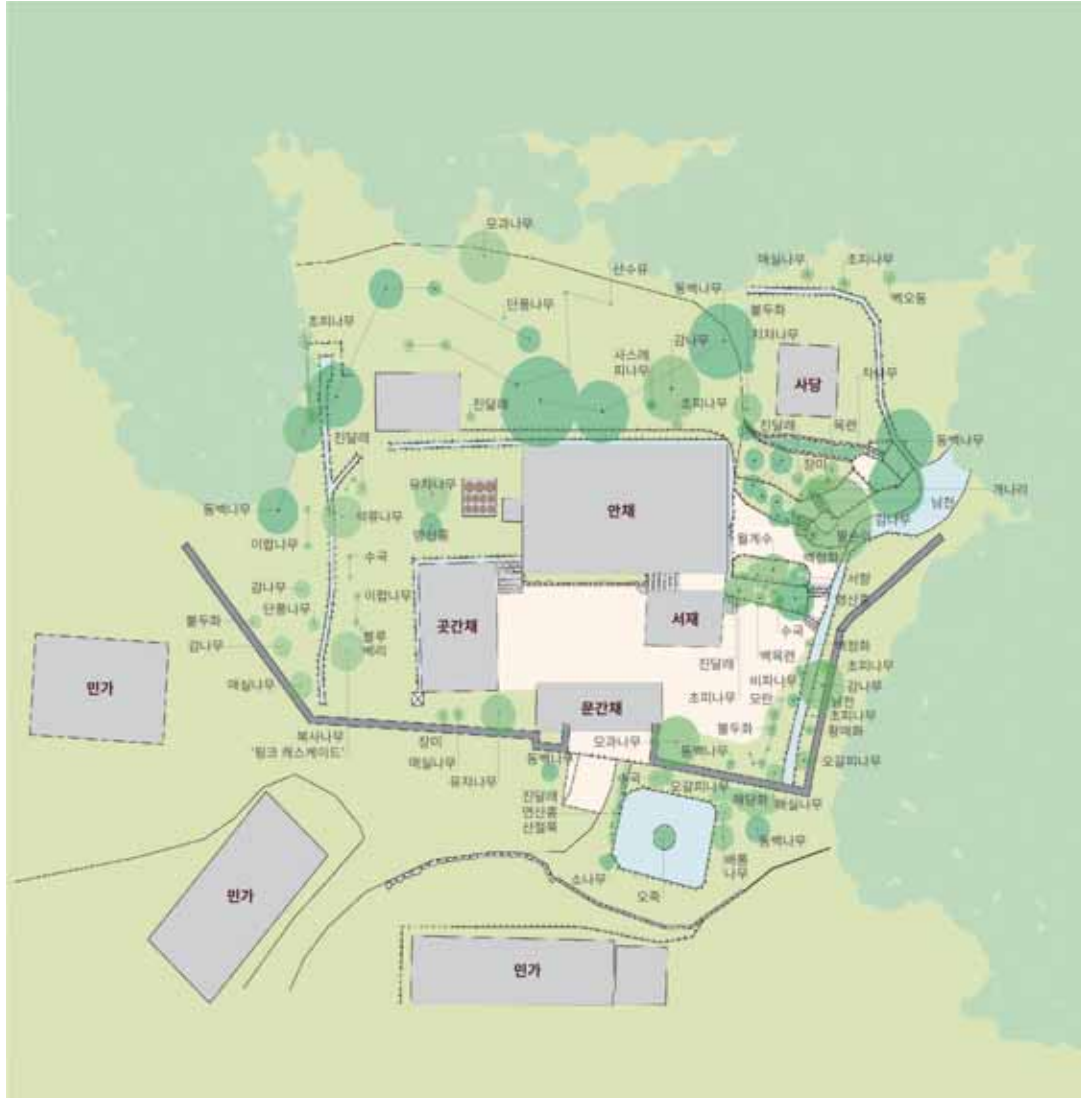 모과나무
산수유
매실나무
초피나무
벽오동
동백나무
불두화
단풍나무
초피나무
감나무
치자나무
사스레
피나무
사당
차나무
진달래
초피나무
진달래
목련
동백나무
진달래
장미
개나리
유자나무
남천
동백나무
석류나무
안채
감나무
영산홍
월계수
이팝나무
수국
백정화
서향
감나무
이팝나무
영산홍
단풍나무
곳간채
서재
수국
불두화
백정화
감나무
블루
베리
진달래
백목련
초피나무
민가
비파나무
감나무
매실나무
초피나무
모란
남천
문간채
초피나무
황매화
복사나무
'핑크 캐스케이드'
장미
모과나무
불두화
매실나무
동백나무
동백나무
오갈피나무
유자나무
수국
오갈피나무
진달래
해당화
매실나무
연산홍
산철쭉
동백나무
배롱
나무
소나무
오죽
민가
민가